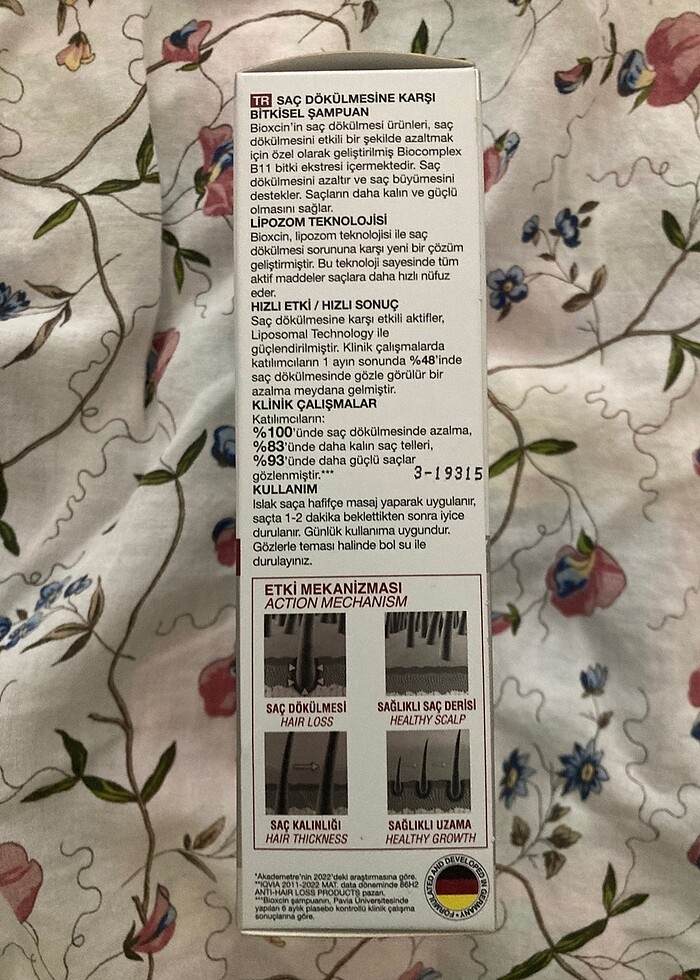 TR SAÇ DÖKÜLMESİNE KARŞI
BİTKİSEL ŞAMPUAN
Bioxcin'in saç dökülmesi ürünleri, saç
dökülmesini etkili bir şekilde azaltmak
için özel olarak geliştirilmiş Biocomplex
B11 bitki ekstresi içermektedir. Saç
dökülmesini azaltır ve saç büyümesini
destekler. Saçların daha kalın ve güçlü
olmasını sağlar.
LİPOZOM TEKNOLOJİSİ
Bioxcin, lipozom teknolojisi ile saç
dökülmesi sorununa karşı yeni bir çözüm
geliştirmiştir. Bu teknoloji sayesinde tüm
aktif maddeler saçlara daha hızlı nüfuz
eder.
HIZLI ETKİ / HIZLI SONUÇ
Saç dökülmesine karşı etkili aktifler,
Liposomal Technology ile
güçlendirilmiştir. Klinik çalışmalarda
katılımcıların 1 ayın sonunda %48'inde
saç dökülmesinde gözle görülür bir
azalma meydana gelmiştir.
KLİNİK ÇALIŞMALAR
Katılımcıların:
%100'ünde saç dökülmesinde azalma,
%83'ünde daha kalın saç telleri,
%93'ünde daha güçlü saçlar
gözlenmiştir.***
3-19315
KULLANIM
Islak saça hafifçe masaj yaparak uygulanır,
saçta 1-2 dakika beklettikten sonra iyice
durulanır. Günlük kullanıma uygundur.
Gözlerle teması halinde bol su ile
durulayınız.
ETKİ MEKANİZMASI
ACTION MECHANISM
SAÇ DÖKÜLMESİ
HAIR LOSS
SAĞLIKLI SAÇ DERİSİ
HEALTHY SCALP
SAÇ KALINLIĞI
HAIR THICKNESS
SAĞLIKLI UZAMA
HEALTHY GROWTH
*Akademetre'nin 2022'deki araştırmasına göre.
**IQVIA 2011-2022 MAT. data döneminde 86H2
ANTI-HAIR LOSS PRODUCTS pazarı.
***Bioxcin şampuanın, Pavia Üniversitesinde
yapılan 6 aylık plasebo kontrollü klinik çalışma
sonuçlarına göre.
FORMULATED AND DEVELOPED IN GERMANY